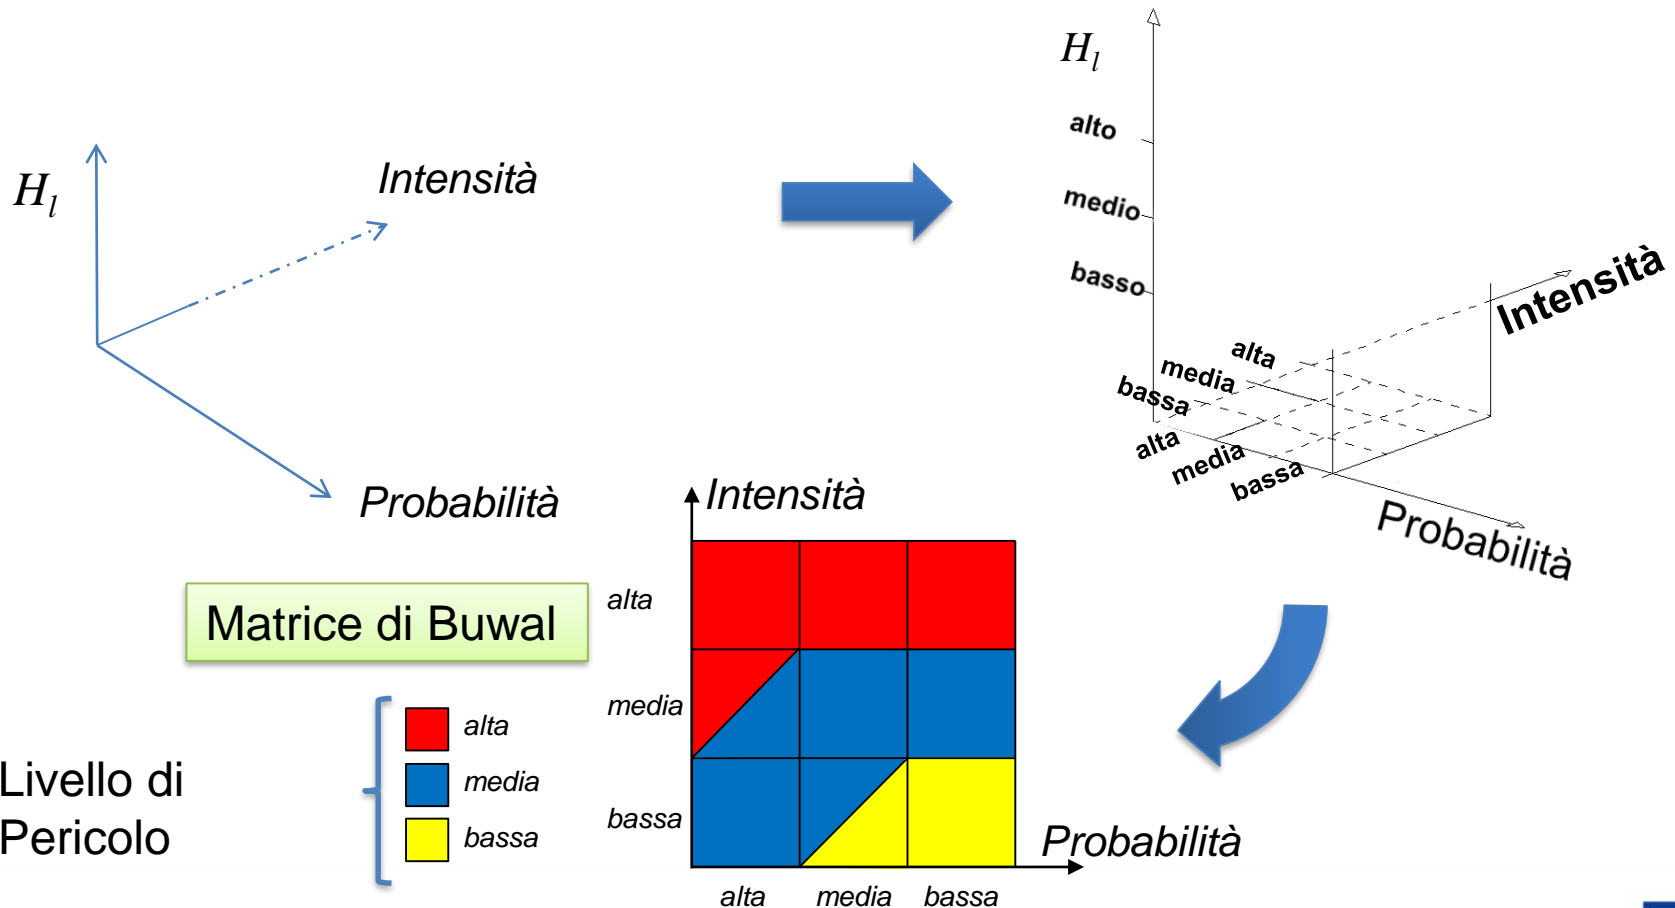 H_l
Intensità
Probabilità
H_l
alto
medio
basso
Intensità
alta
media
bassa
alta
media
bassa
Probabilità
Matrice di Buwal
Livello di
Pericolo
alta
media
bassa
Intensità
alta
media
bassa
Probabilità
alta media bassa